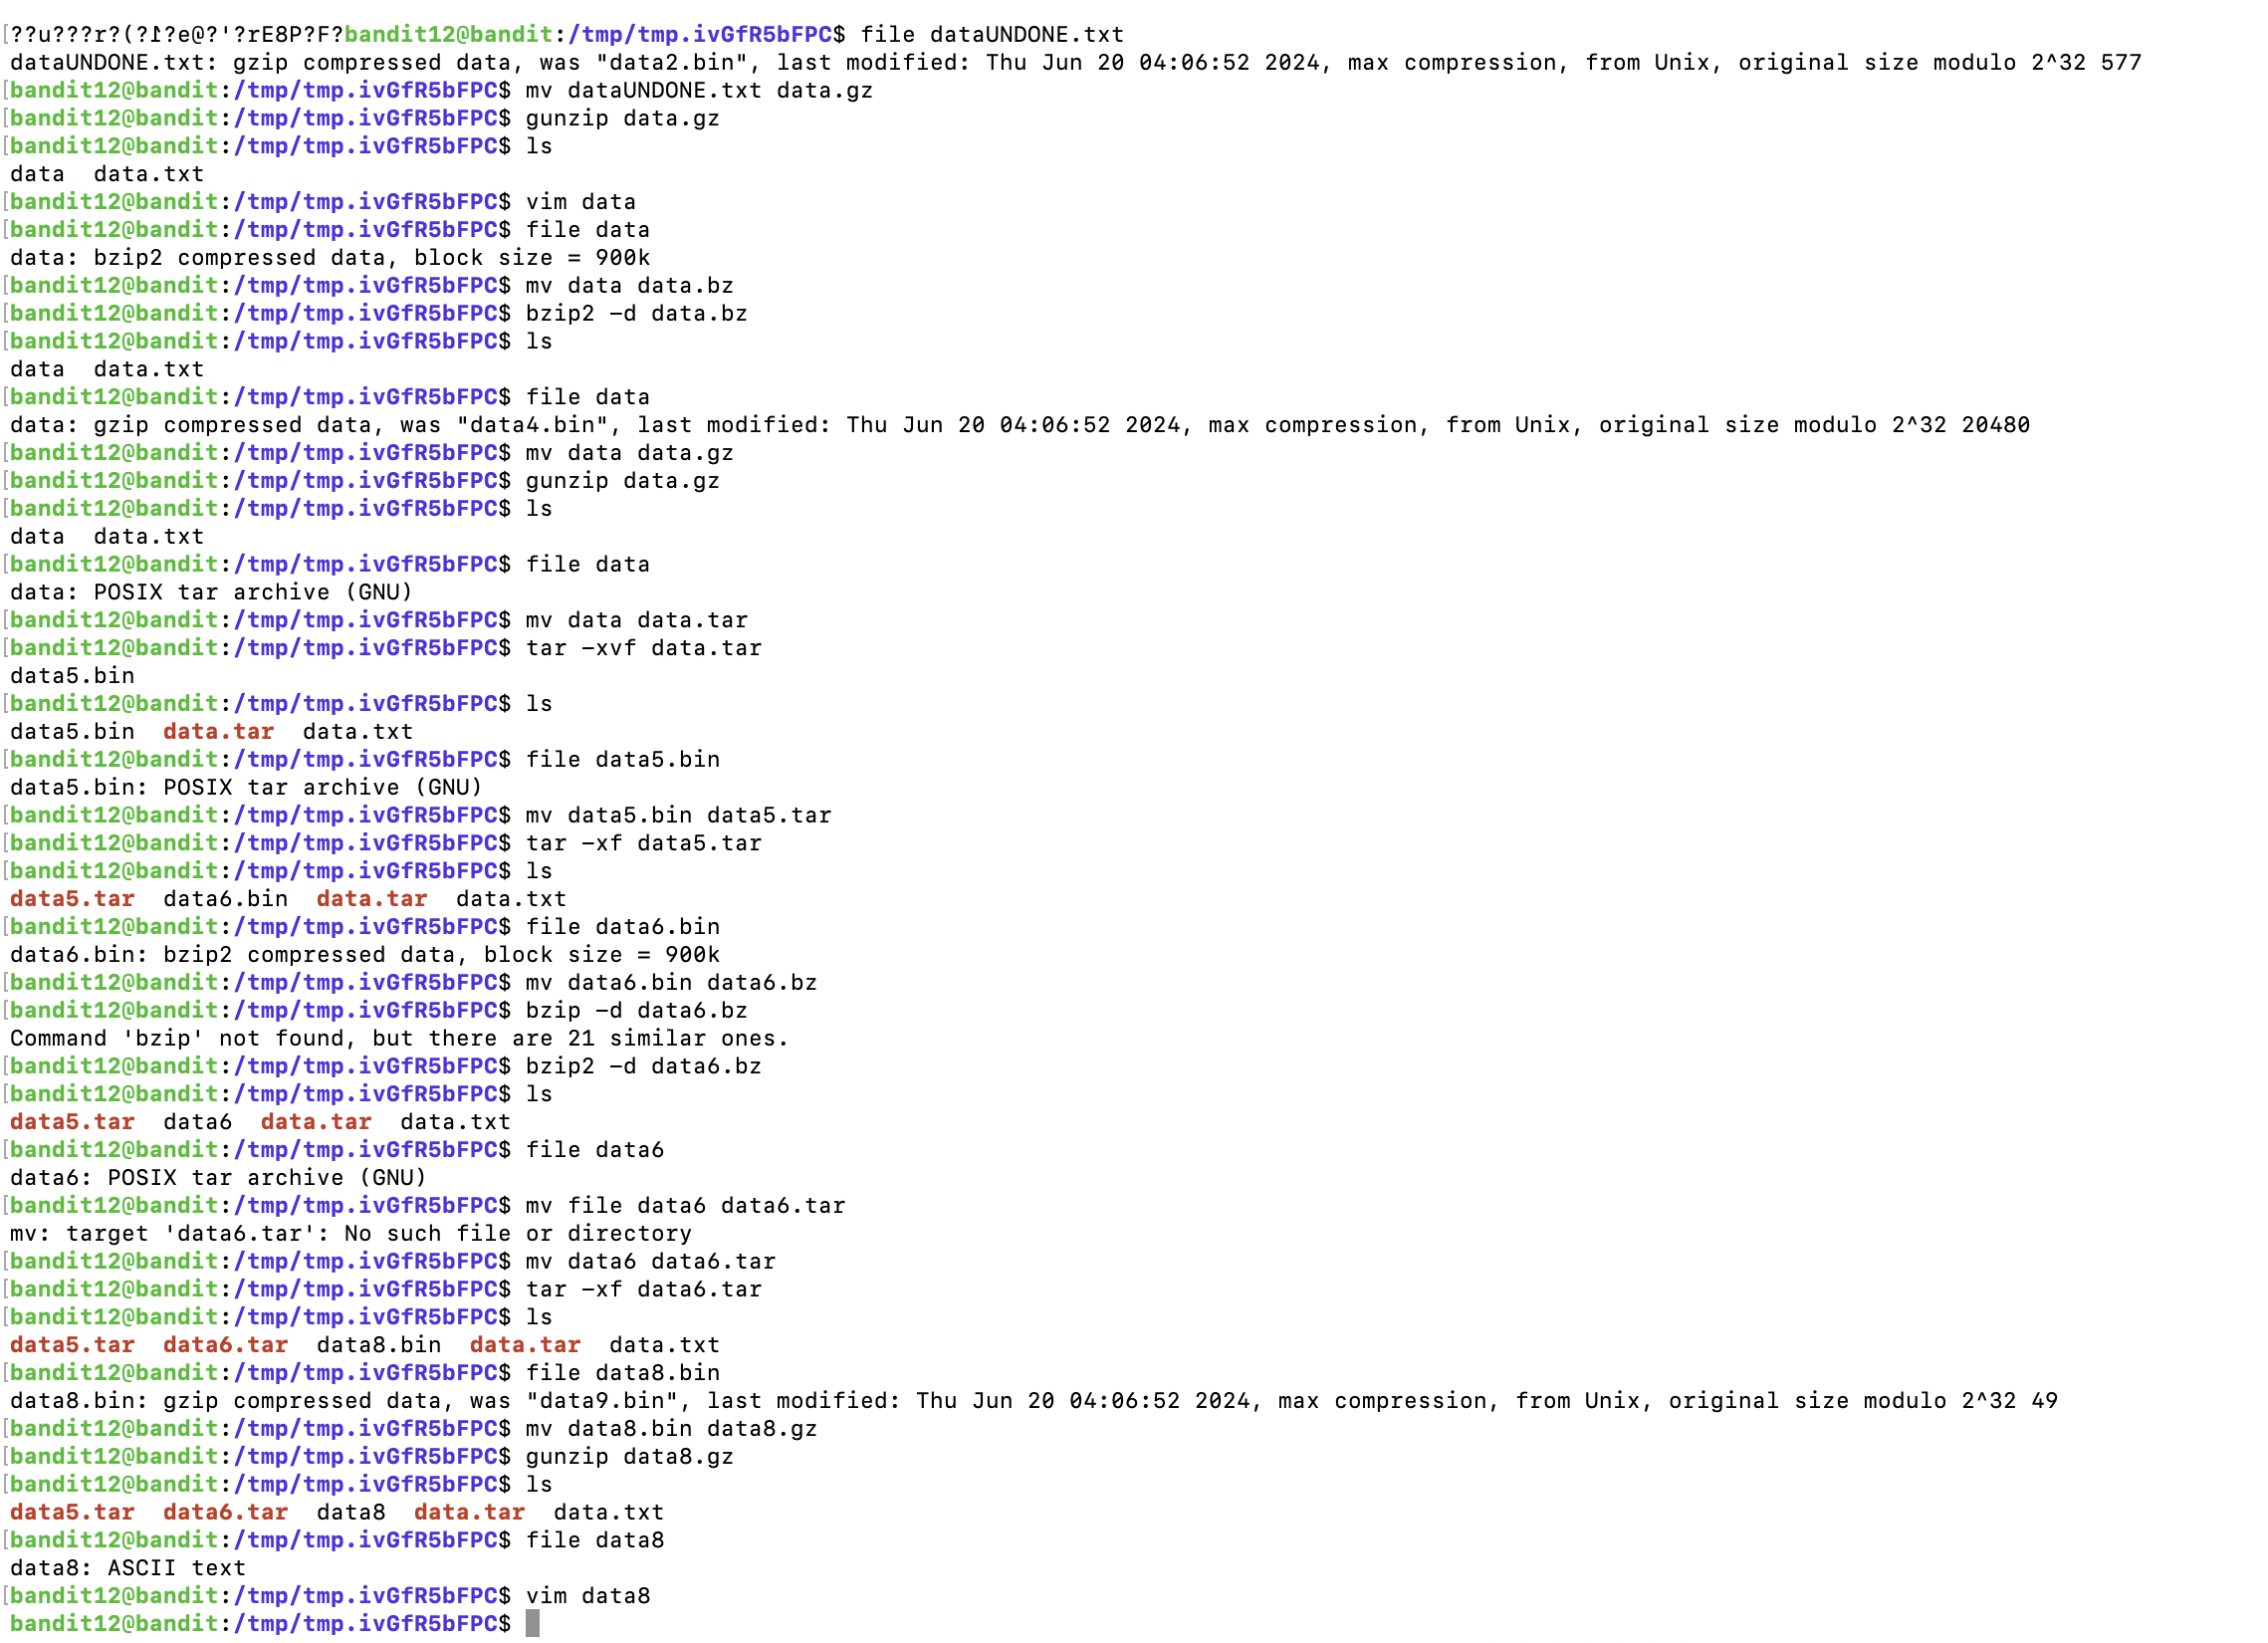 [??u???r?(?^?e@?'?rE8P?F?bandit12@bandit:/tmp/tmp.ivGfR5bFPC$ file dataUNDONE.txt
dataUNDONE.txt: gzip compressed data, was "data2.bin", last modified: Thu Jun 20 04:06:52 2024, max compression, from Unix, original size modulo 2^32 577
[bandit12@bandit:/tmp/tmp.ivGfR5bFPC$ mv dataUNDONE.txt data.gz
[bandit12@bandit:/tmp/tmp.ivGfR5bFPC$ gunzip data.gz
[bandit12@bandit:/tmp/tmp.ivGfR5bFPC$ ls
data  data.txt
[bandit12@bandit:/tmp/tmp.ivGfR5bFPC$ vim data
[bandit12@bandit:/tmp/tmp.ivGfR5bFPC$ file data
data: bzip2 compressed data, block size = 900k
[bandit12@bandit:/tmp/tmp.ivGfR5bFPC$ mv data data.bz
[bandit12@bandit:/tmp/tmp.ivGfR5bFPC$ bzip2 -d data.bz
[bandit12@bandit:/tmp/tmp.ivGfR5bFPC$ ls
data  data.txt
[bandit12@bandit:/tmp/tmp.ivGfR5bFPC$ file data
data: gzip compressed data, was "data4.bin", last modified: Thu Jun 20 04:06:52 2024, max compression, from Unix, original size modulo 2^32 20480
[bandit12@bandit:/tmp/tmp.ivGfR5bFPC$ mv data data.gz
[bandit12@bandit:/tmp/tmp.ivGfR5bFPC$ gunzip data.gz
[bandit12@bandit:/tmp/tmp.ivGfR5bFPC$ ls
data  data.txt
[bandit12@bandit:/tmp/tmp.ivGfR5bFPC$ file data
data: POSIX tar archive (GNU)
[bandit12@bandit:/tmp/tmp.ivGfR5bFPC$ mv data data.tar
[bandit12@bandit:/tmp/tmp.ivGfR5bFPC$ tar -xvf data.tar
data5.bin
[bandit12@bandit:/tmp/tmp.ivGfR5bFPC$ ls
data5.bin  data.tar  data.txt
[bandit12@bandit:/tmp/tmp.ivGfR5bFPC$ file data5.bin
data5.bin: POSIX tar archive (GNU)
[bandit12@bandit:/tmp/tmp.ivGfR5bFPC$ mv data5.bin data5.tar
[bandit12@bandit:/tmp/tmp.ivGfR5bFPC$ tar -xf data5.tar
[bandit12@bandit:/tmp/tmp.ivGfR5bFPC$ ls
data5.tar  data6.bin  data.tar  data.txt
[bandit12@bandit:/tmp/tmp.ivGfR5bFPC$ file data6.bin
data6.bin: bzip2 compressed data, block size = 900k
[bandit12@bandit:/tmp/tmp.ivGfR5bFPC$ mv data6.bin data6.bz
[bandit12@bandit:/tmp/tmp.ivGfR5bFPC$ bzip -d data6.bz
Command 'bzip' not found, but there are 21 similar ones.
[bandit12@bandit:/tmp/tmp.ivGfR5bFPC$ bzip2 -d data6.bz
[bandit12@bandit:/tmp/tmp.ivGfR5bFPC$ ls
data5.tar  data6  data.tar  data.txt
[bandit12@bandit:/tmp/tmp.ivGfR5bFPC$ file data6
data6: POSIX tar archive (GNU)
[bandit12@bandit:/tmp/tmp.ivGfR5bFPC$ mv file data6 data6.tar
mv: target 'data6.tar': No such file or directory
[bandit12@bandit:/tmp/tmp.ivGfR5bFPC$ mv data6 data6.tar
[bandit12@bandit:/tmp/tmp.ivGfR5bFPC$ tar -xf data6.tar
[bandit12@bandit:/tmp/tmp.ivGfR5bFPC$ ls
data5.tar  data6.tar  data8.bin  data.tar  data.txt
[bandit12@bandit:/tmp/tmp.ivGfR5bFPC$ file data8.bin
data8.bin: gzip compressed data, was "data9.bin", last modified: Thu Jun 20 04:06:52 2024, max compression, from Unix, original size modulo 2^32 49
[bandit12@bandit:/tmp/tmp.ivGfR5bFPC$ mv data8.bin data8.gz
[bandit12@bandit:/tmp/tmp.ivGfR5bFPC$ gunzip data8.gz
[bandit12@bandit:/tmp/tmp.ivGfR5bFPC$ ls
data5.tar  data6.tar  data8  data.tar  data.txt
[bandit12@bandit:/tmp/tmp.ivGfR5bFPC$ file data8
data8: ASCII text
[bandit12@bandit:/tmp/tmp.ivGfR5bFPC$ vim data8
bandit12@bandit:/tmp/tmp.ivGfR5bFPC$